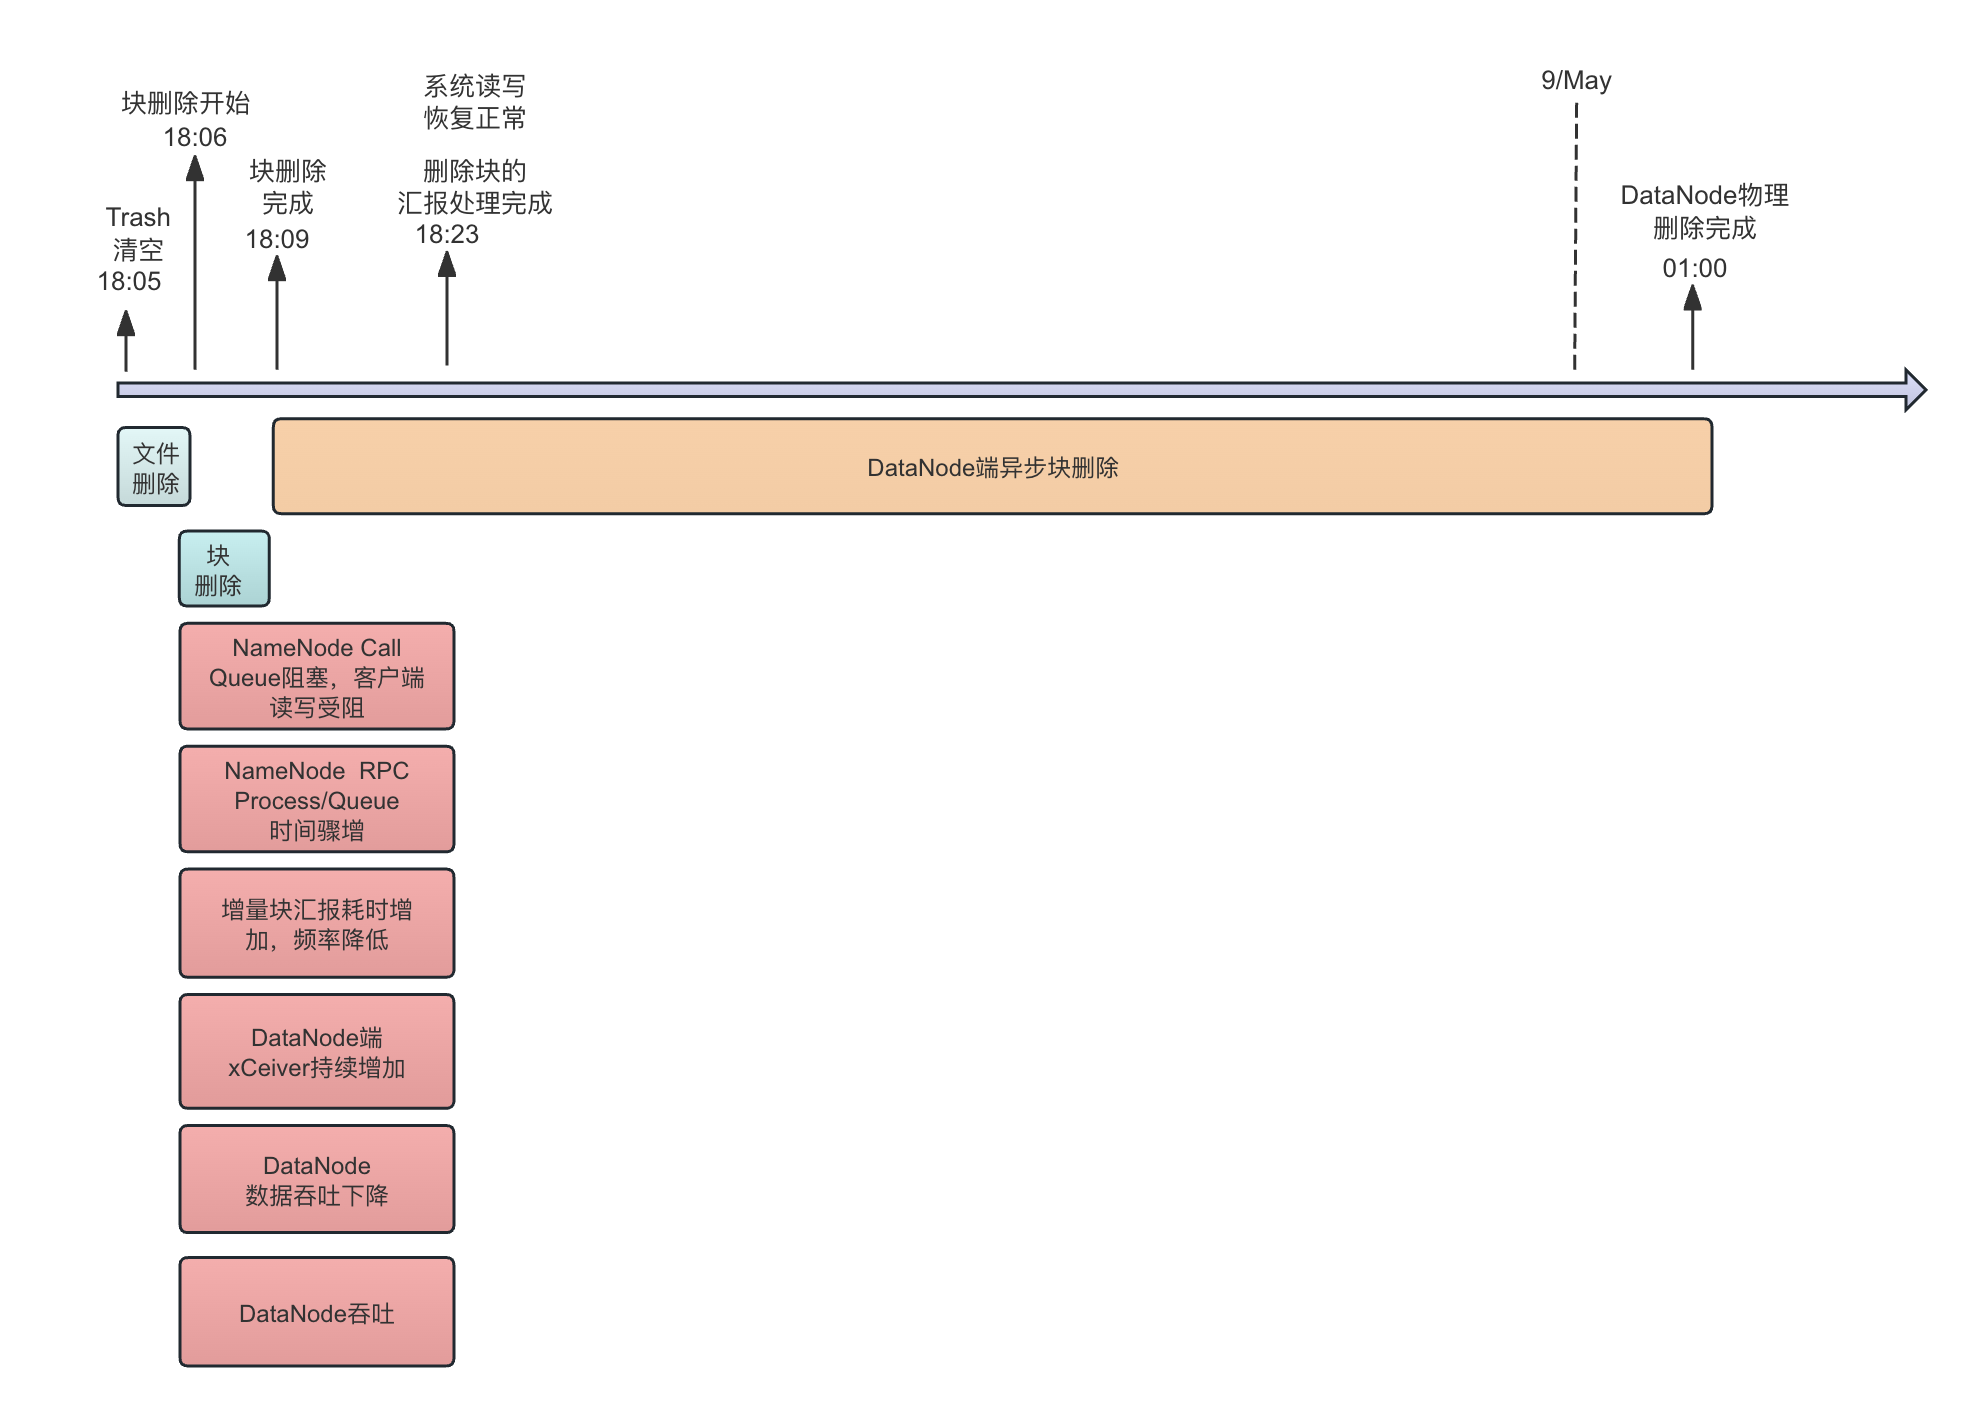 系统读写
恢复正常
9/May
块删除开始
18:06
块删除
完成
18:09
删除块的
汇报处理完成
18:23
DataNode物理
删除完成
01:00
Trash
清空
18:05
文件
删除
DataNode端异步块删除
块
删除
NameNode Call
Queue阻塞，客户端
读写受阻
NameNode  RPC
Process/Queue
时间骤增
增量块汇报耗时增
加，频率降低
DataNode端
xCeiver持续增加
DataNode
数据吞吐下降
DataNode吞吐